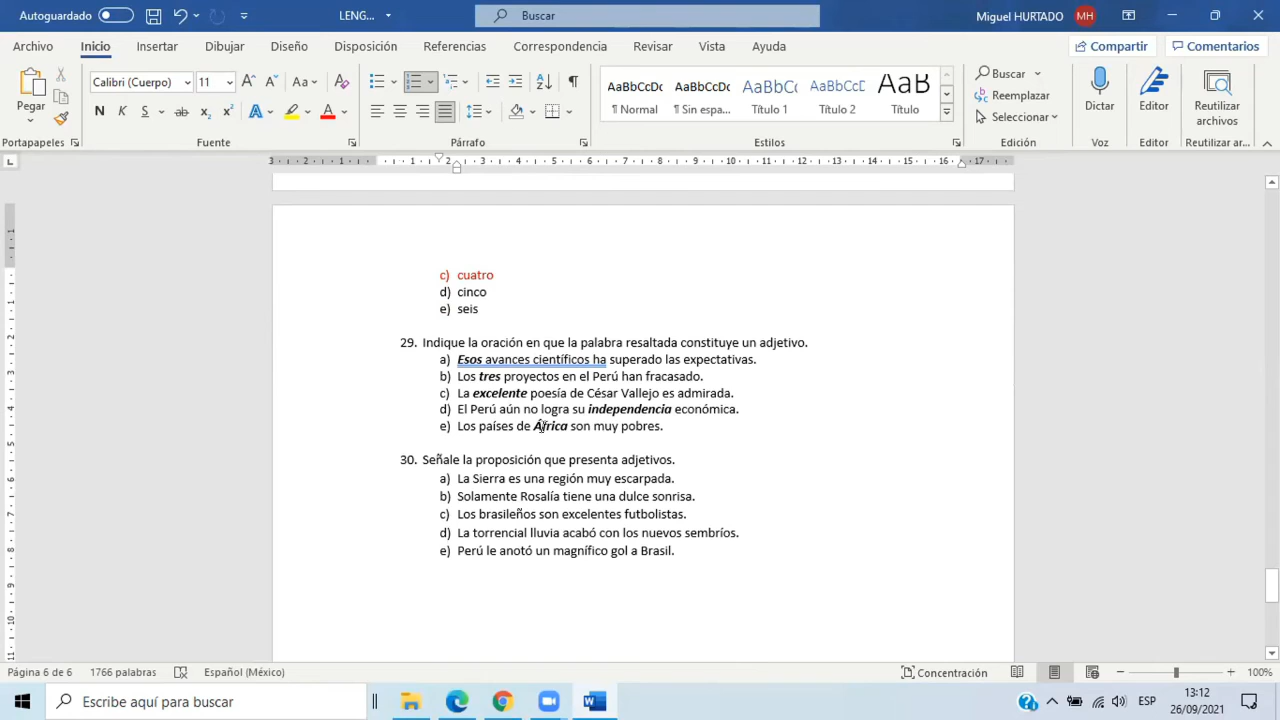 Autoguardado
LENG...
Buscar
Miguel HURTADO
MH
Archivo
Inicio
Insertar
Dibujar
Diseño
Disposición
Referencias
Correspondencia
Revisar
Vista
Ayuda
Compartir
Comentarios
Pegar
Calibri (Cuerpo)
11
AaBbCcDc
¶ Normal
AaBbCcDc
¶ Sin espa...
AaBbCc
Título 1
AaBbCcD
Título 2
AaB
Título
Buscar
Reemplazar
Seleccionar
Dictar
Editor
Reutilizar
archivos
Portapapeles
Fuente
Párrafo
Estilos
Edición
Voz
Editor
Reutilizar ar...
c) cuatro
d) cinco
e) seis
29. Indique la oración en que la palabra resaltada constituye un adjetivo.
a) Esos avances científicos ha superado las expectativas.
b) Los tres proyectos en el Perú han fracasado.
c) La excelente poesía de César Vallejo es admirada.
d) El Perú aún no logra su independencia económica.
e) Los países de África son muy pobres.
30. Señale la proposición que presenta adjetivos.
a) La Sierra es una región muy escarpada.
b) Solamente Rosalía tiene una dulce sonrisa.
c) Los brasileños son excelentes futbolistas.
d) La torrencial lluvia acabó con los nuevos sembríos.
e) Perú le anotó un magnífico gol a Brasil.
Página 6 de 6
1766 palabras
Español (México)
Concentración
100%
Escribe aquí para buscar
ESP
13:12
26/09/2021